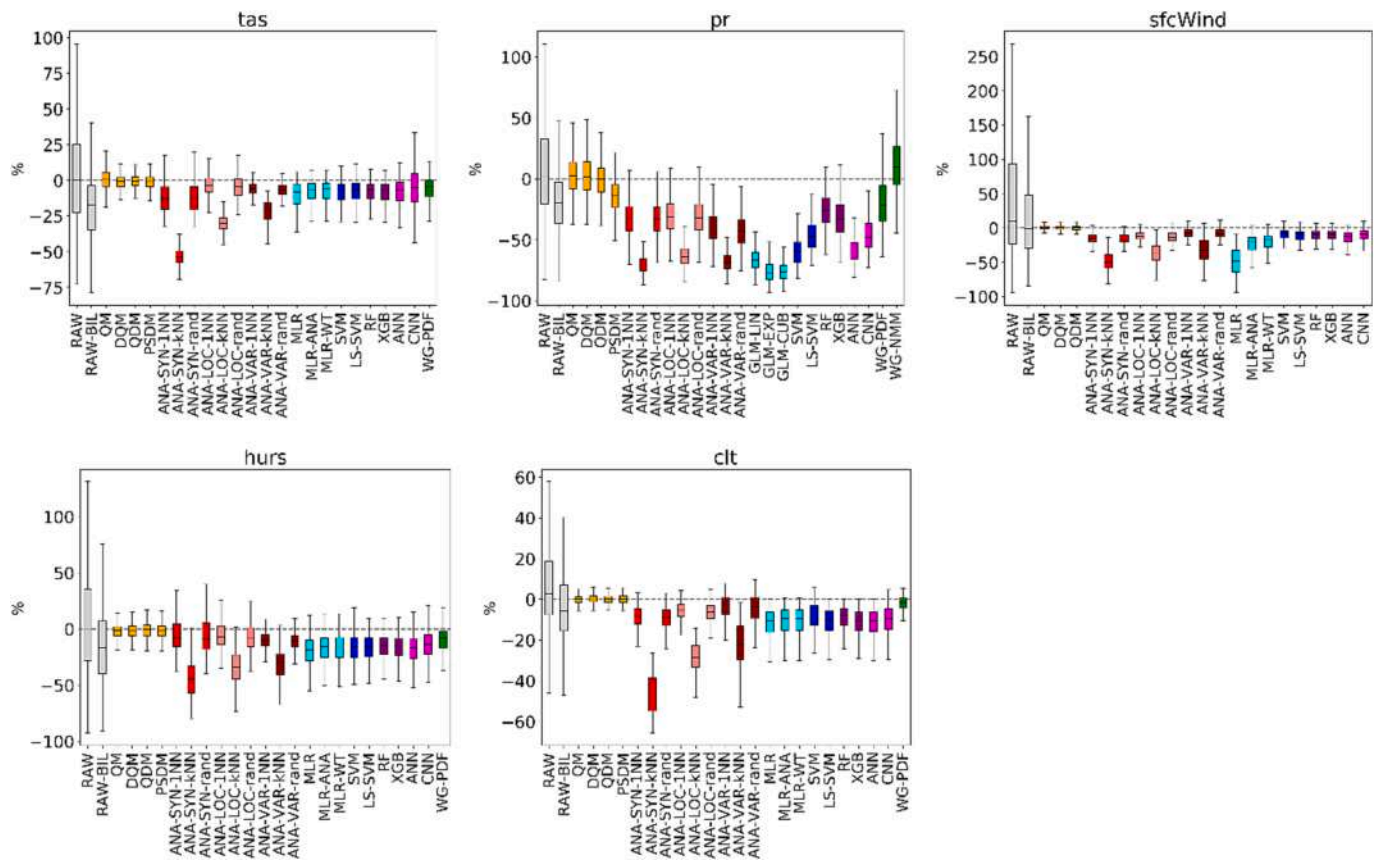 tas
100
75
50
25
0
−25
−50
−75
%
RAW
RAW-BIL
QM
DQM
QDM
PSDM
ANA-SYN-1NN
ANA-SYN-kNN
ANA-SYN-rand
ANA-LOC-1NN
ANA-LOC-kNN
ANA-LOC-rand
ANA-VAR-1NN
ANA-VAR-kNN
ANA-VAR-rand
MLR
MLR-ANA
MLR-WT
SVM
LS-SVM
RF
XGB
ANN
CNN
WG-PDF
pr
100
50
0
−50
−100
%
RAW
RAW-BIL
QM
DQM
QDM
PSDM
ANA-SYN-1NN
ANA-SYN-kNN
ANA-SYN-rand
ANA-LOC-1NN
ANA-LOC-kNN
ANA-LOC-rand
ANA-VAR-1NN
ANA-VAR-kNN
ANA-VAR-rand
GLM-LIN
GLM-EXP
GLM-CUB
SVM
LS-SVM
RF
XGB
ANN
CNN
WG-PDF
WG-NMM
sfcWind
250
200
150
100
50
0
−50
−100
%
RAW
RAW-BIL
QM
DQM
QDM
ANA-SYN-1NN
ANA-SYN-kNN
ANA-SYN-rand
ANA-LOC-1NN
ANA-LOC-kNN
ANA-LOC-rand
ANA-VAR-1NN
ANA-VAR-kNN
ANA-VAR-rand
MLR
MLR-ANA
MLR-WT
SVM
LS-SVM
RF
XGB
ANN
CNN
hurs
100
50
0
−50
−100
%
RAW
RAW-BIL
QM
DQM
QDM
PSDM
ANA-SYN-1NN
ANA-SYN-kNN
ANA-SYN-rand
ANA-LOC-1NN
ANA-LOC-kNN
ANA-LOC-rand
ANA-VAR-1NN
ANA-VAR-kNN
ANA-VAR-rand
MLR
MLR-ANA
MLR-WT
SVM
LS-SVM
RF
XGB
ANN
CNN
WG-PDF
clt
60
40
20
0
−20
−40
−60
%
RAW
RAW-BIL
QM
DQM
QDM
PSDM
ANA-SYN-1NN
ANA-SYN-kNN
ANA-SYN-rand
ANA-LOC-1NN
ANA-LOC-kNN
ANA-LOC-rand
ANA-VAR-1NN
ANA-VAR-kNN
ANA-VAR-rand
MLR
MLR-ANA
MLR-WT
SVM
LS-SVM
RF
XGB
ANN
CNN
WG-PDF